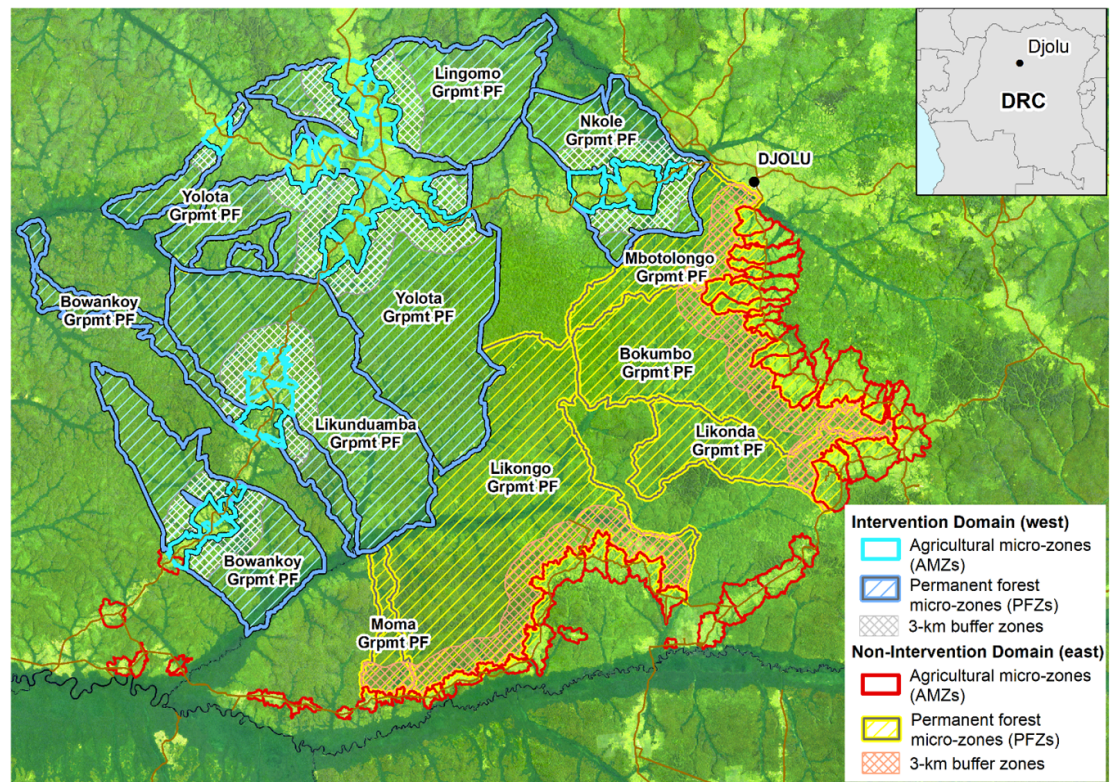 Djolu
DRC
Lingomo
Grpmt PF
Nkole
Grpmt PF
DJOLU
Yolota
Grpmt PF
Mbotolongo
Grpmt PF
Bowankoy
Grpmt PF
Yolota
Grpmt PF
Bokumbo
Grpmt PF
Likunduamba
Grpmt PF
Likonda
Grpmt PF
Likongo
Grpmt PF
Bowankoy
Grpmt PF
Moma
Grpmt PF
Intervention Domain (west)
Agricultural micro-zones
(AMZs)
Permanent forest
micro-zones (PFZs)
3-km buffer zones
Non-Intervention Domain (east)
Agricultural micro-zones
(AMZs)
Permanent forest
micro-zones (PFZs)
3-km buffer zones